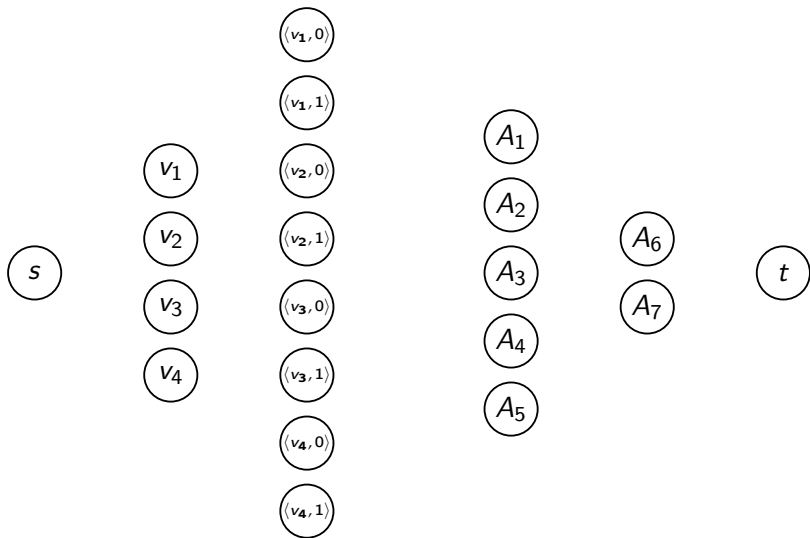 s
v₁
v₂
v₃
v₄
⟨v₁, 0⟩
⟨v₁, 1⟩
⟨v₂, 0⟩
⟨v₂, 1⟩
⟨v₃, 0⟩
⟨v₃, 1⟩
⟨v₄, 0⟩
⟨v₄, 1⟩
A₁
A₂
A₃
A₄
A₅
A₆
A₇
t